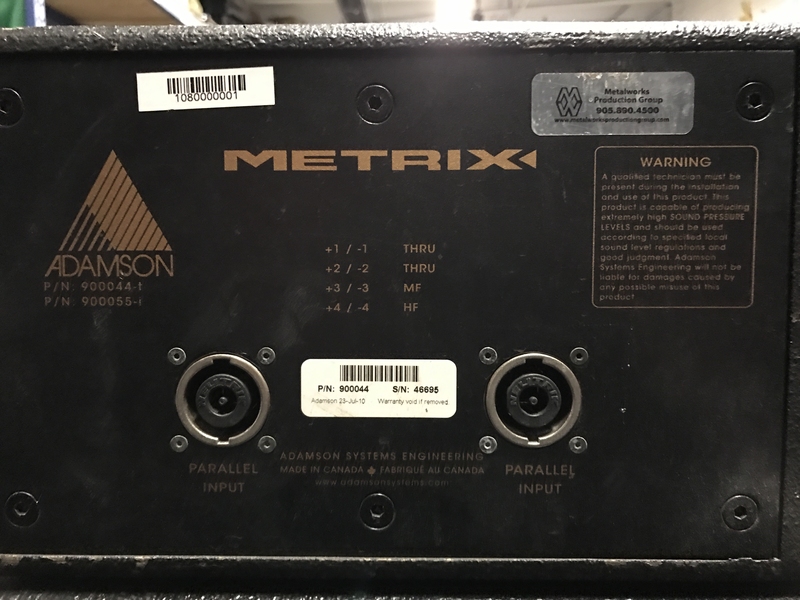 1080000001
Metalworks
Production Group
905.890.4500
www.metalworksproductiongroup.com
METRIX
WARNING
A qualified technician must be
present during the installation
and use of this product. This
product is capable of producing
extremely high SOUND PRESSURE
LEVELS and should be used
according to specified local
sound level regulations and
good judgment. Adamson
Systems Engineering will not be
liable for damages caused by
any possible misuse of this
product
ADAMSON
P/N: 900044-t
P/N: 900055-i
+1 / -1 THRU
+2 / -2 THRU
+3 / -3 MF
+4 / -4 HF
P/N: 900044 S/N: 46695
Adamson 23-Jul-10 Warranty void if removed
PARALLEL
INPUT
ADAMSON SYSTEMS ENGINEERING
MADE IN CANADA FABRIQUÉ AU CANADA
www.adamsonsystems.com
PARALLEL
INPUT